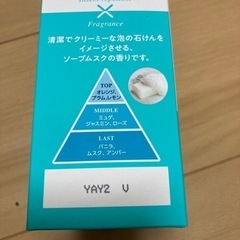 Fragrance
清潔でクリーミーな泡の石けんを
イメージさせる、
ソープムスクの香りです。
TOP
オレンジ、
プラム、レモン
MIDDLE
ミュゲ、
ジャスミン、ローズ
LAST
バニラ、
ムスク、アンバー
YAY2 V